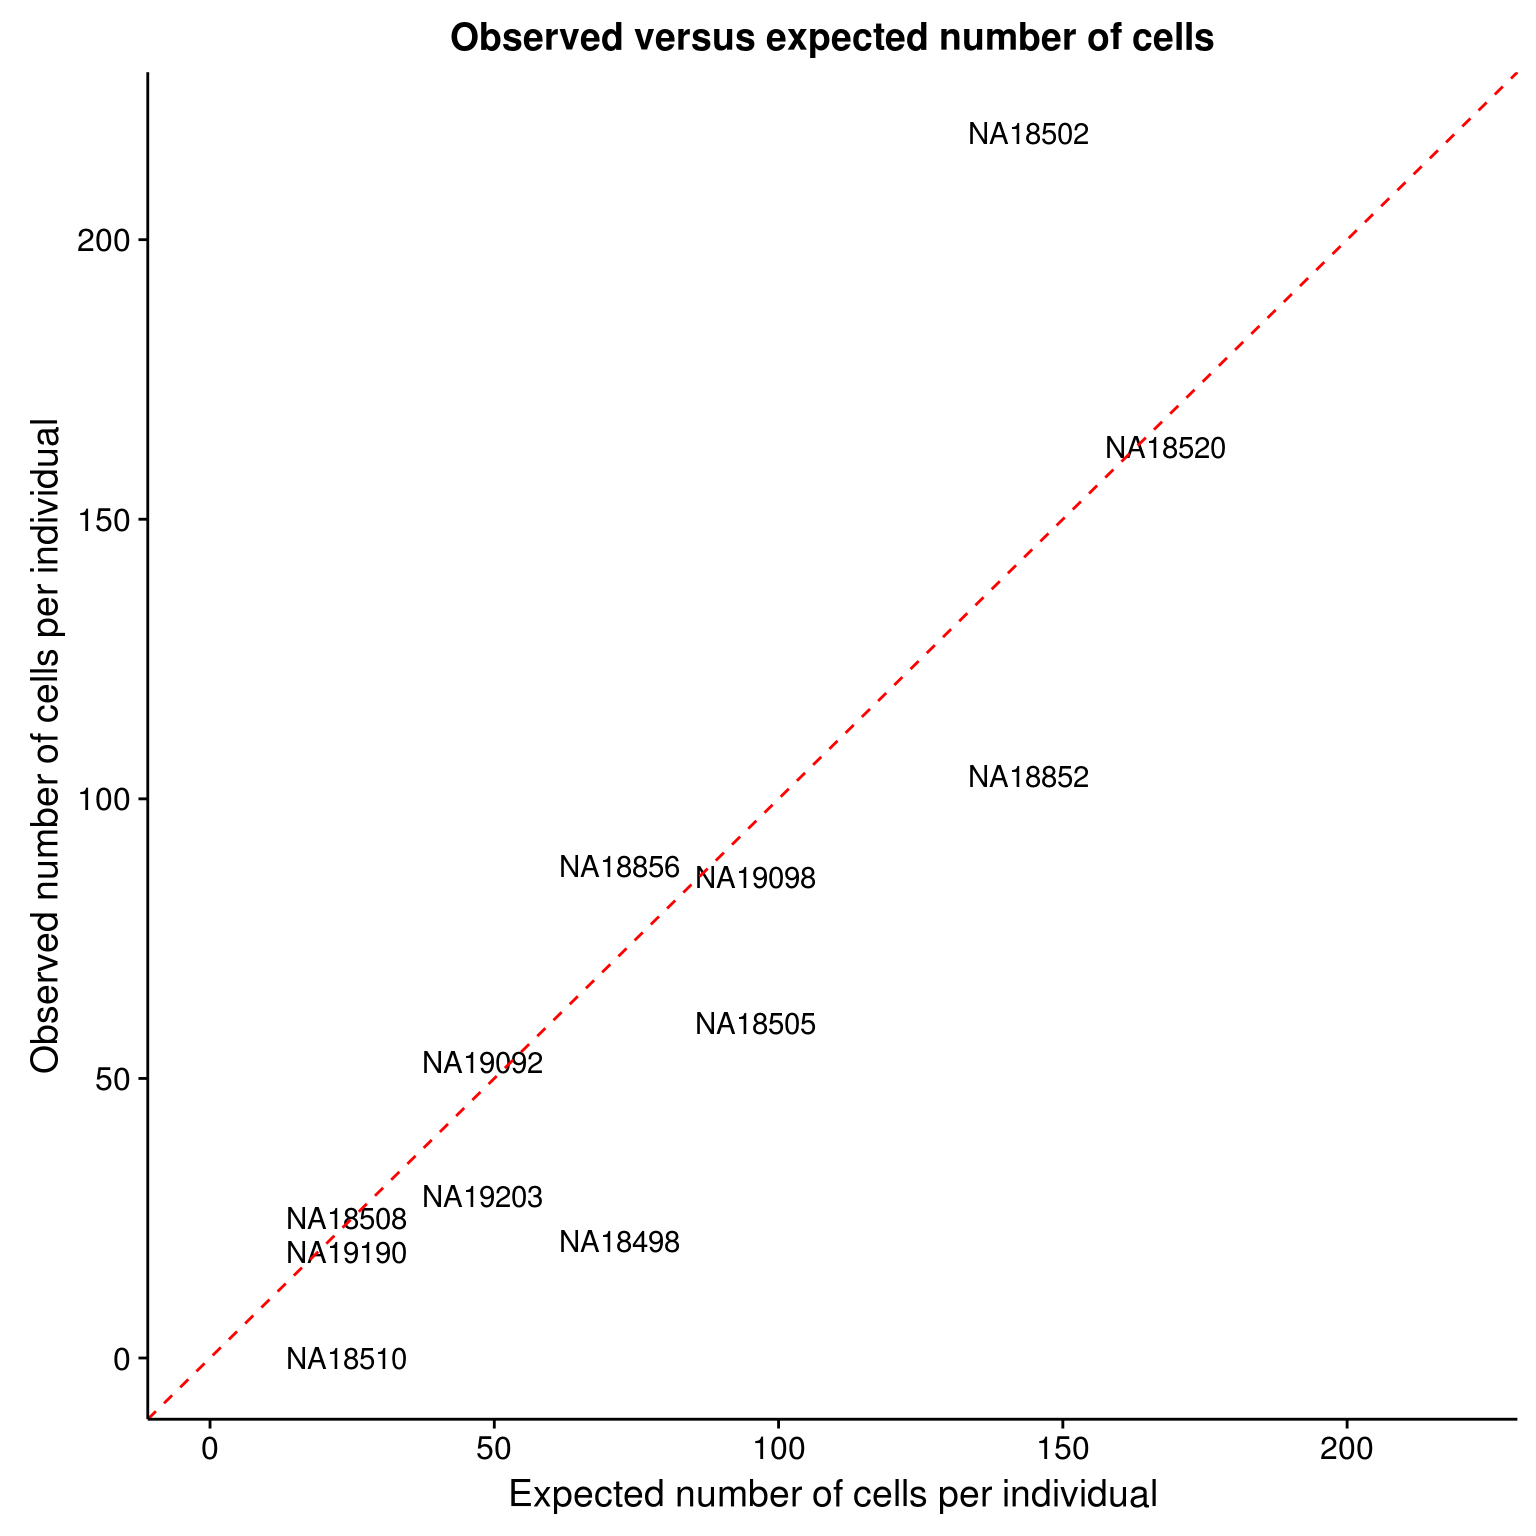 Observed versus expected number of cells
NA18502
200
NA18520
150
Observed number of cells per individual
NA18852
100
NA18856
NA19098
NA18505
NA19092
50
NA19203
NA18508
NA18498
NA19190
NA18510
0
0 50 100 150 200
Expected number of cells per individual